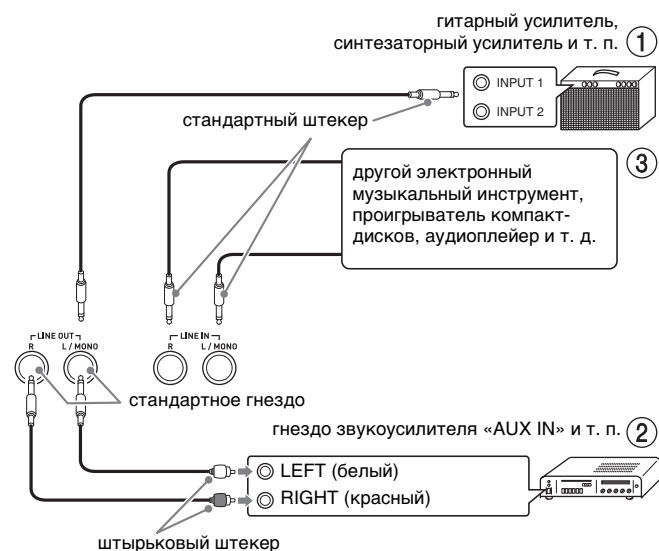 гитарный усилитель,
синтезаторный усилитель и т. п. 1
INPUT 1
INPUT 2
стандартный штекер
3
другой электронный
музыкальный инструмент,
проигрыватель компакт-
дисков, аудиоплейер и т. д.
LINE OUT
R L / MONO
LINE IN
R L / MONO
стандартное гнездо
гнездо звукоусилителя «AUX IN» и т. п. 2
LEFT (белый)
RIGHT (красный)
штырьковый штекер